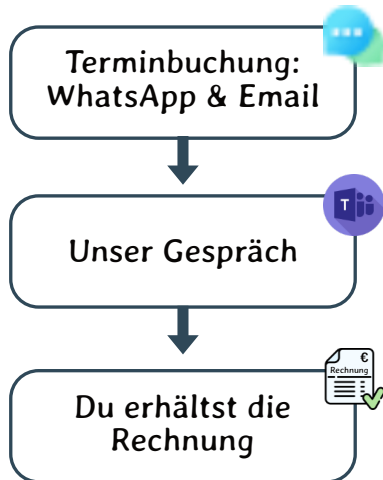 Terminbuchung:
WhatsApp & Email
T
Unser Gespräch
€
Rechnung
Du erhältst die
Rechnung